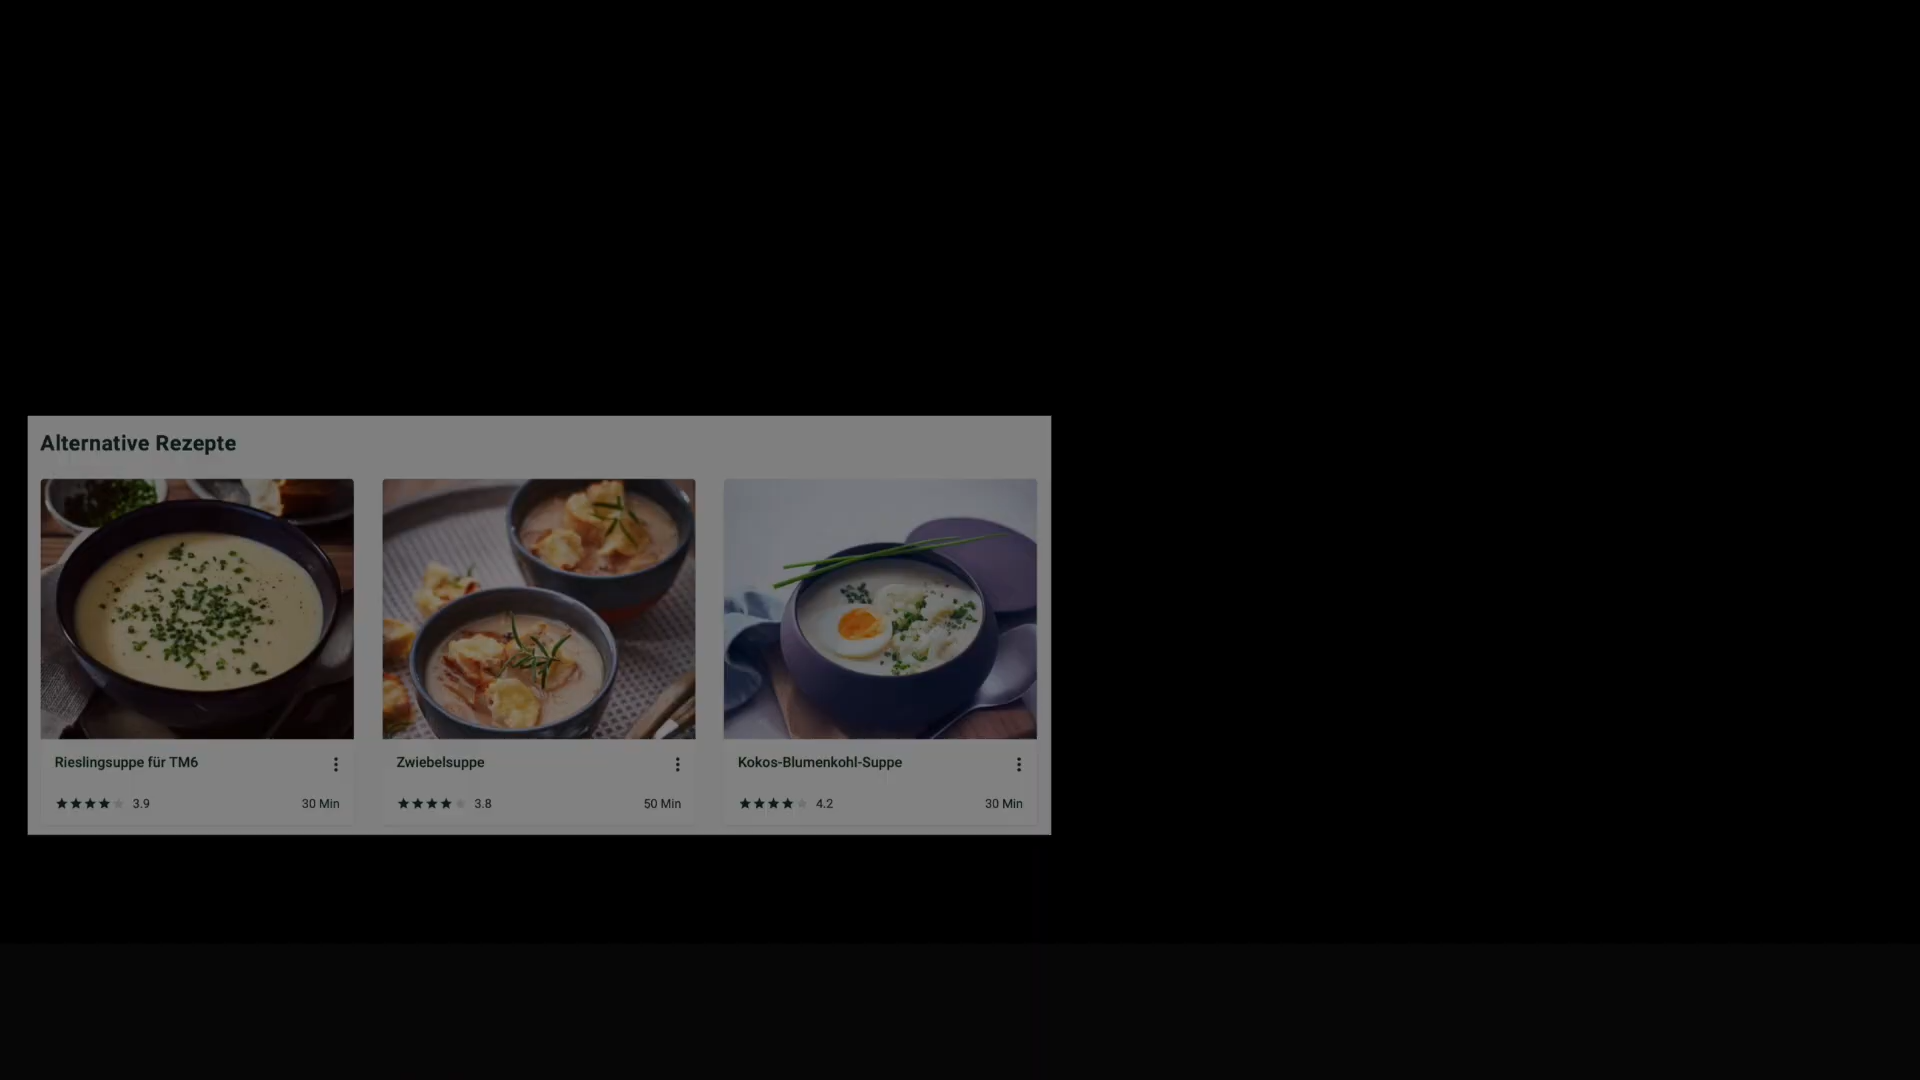 Alternative Rezepte
Rieslingsuppe für TM6
3.9
30 Min
Zwiebelsuppe
3.8
50 Min
Kokos-Blumenkohl-Suppe
4.2
30 Min